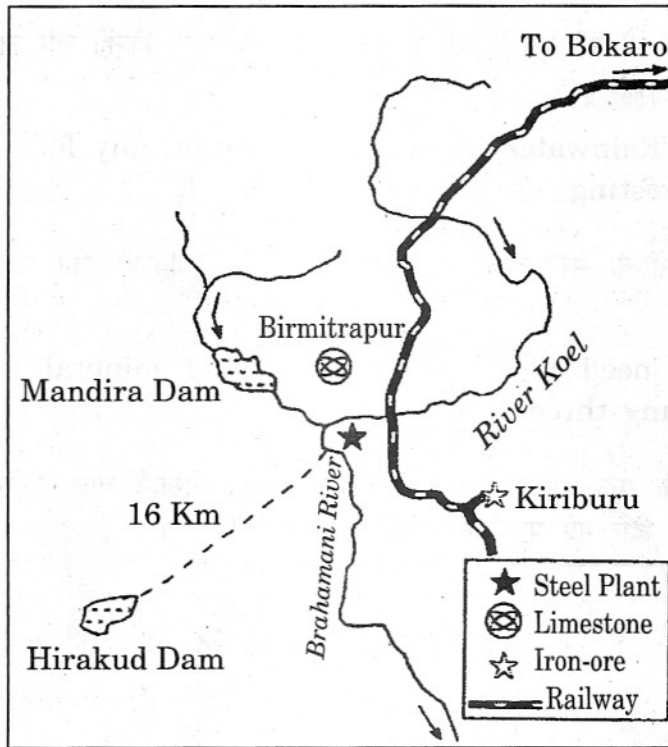 To Bokaro
Birmitrapur
Mandira Dam
River Koel
16 Km
Brahamani River
Kiriburu
Hirakud Dam
Steel Plant
Limestone
Iron-ore
Railway